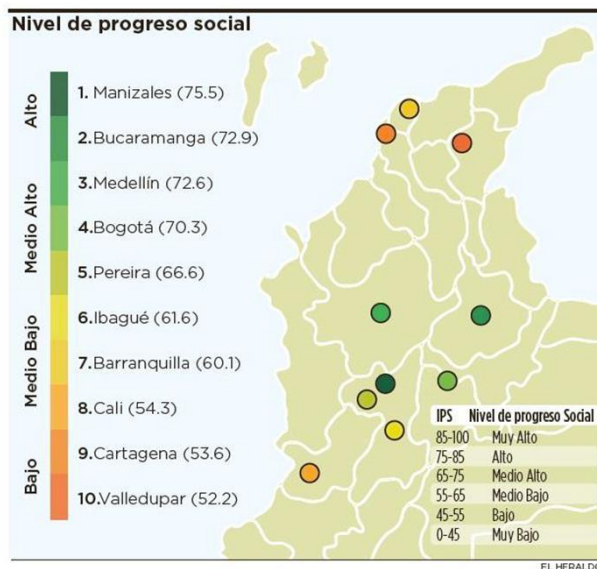 Nivel de progreso social
Alto
Medio Alto
Medio Bajo
Bajo
1. Manizales (75.5)
2. Bucaramanga (72.9)
3. Medellín (72.6)
4. Bogotá (70.3)
5. Pereira (66.6)
6. Ibagué (61.6)
7. Barranquilla (60.1)
8. Cali (54.3)
9. Cartagena (53.6)
10. Valledupar (52.2)
IPS Nivel de progreso Social
85-100 Muy Alto
75-85 Alto
65-75 Medio Alto
55-65 Medio Bajo
45-55 Bajo
0-45 Muy Bajo
EL HERALDO